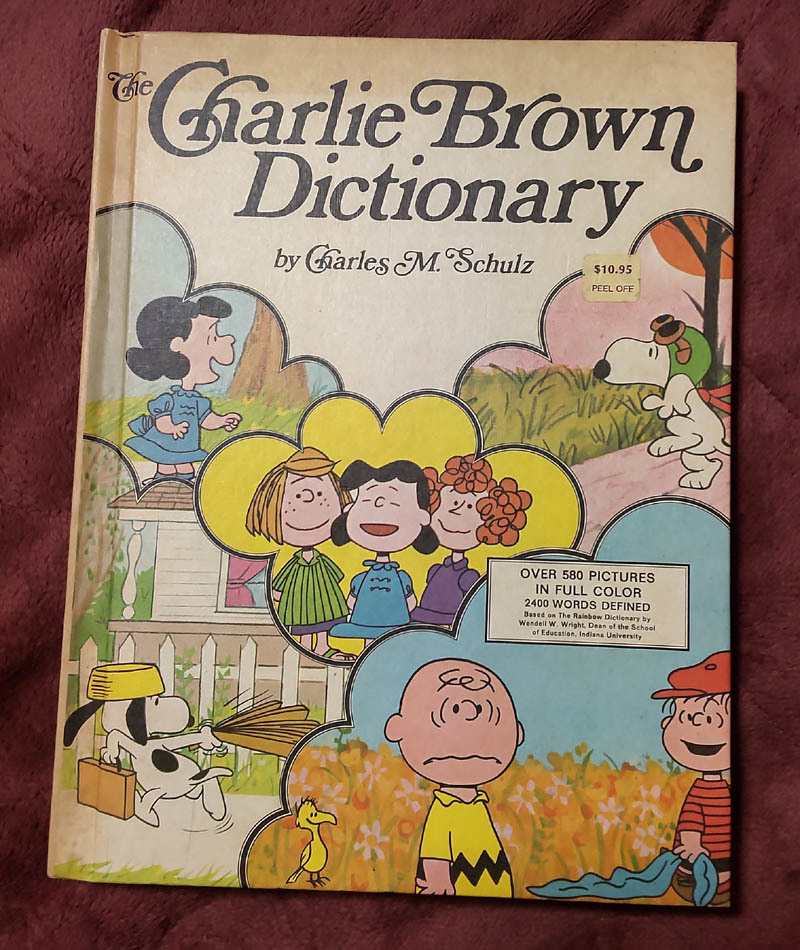 The Charlie Brown
Dictionary
by Charles M. Schulz
$10.95
PEEL OFF
OVER 580 PICTURES
IN FULL COLOR
2400 WORDS DEFINED
Based on The Rainbow Dictionary by
Wendell W. Wright, Dean of the School
of Education, Indiana University